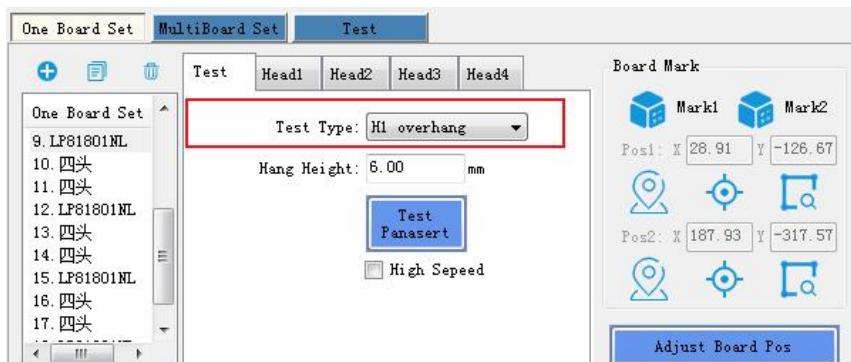 One Board Set
MultiBoard Set
Test
One Board Set
9. LP81801NL
10. 四头
11. 四头
12. LP81801NL
13. 四头
14. 四头
15. LP81801NL
16. 四头
17. 四头
Test
Head1
Head2
Head3
Head4
Test Type: H1 overhang
Hang Height: 6.00 mm
Test
Panasert
High Sepeed
Board Mark
Mark1
Mark2
Pos1: X 28.91 Y -126.67
Pos2: X 187.93 Y -317.57
Adjust Board Pos